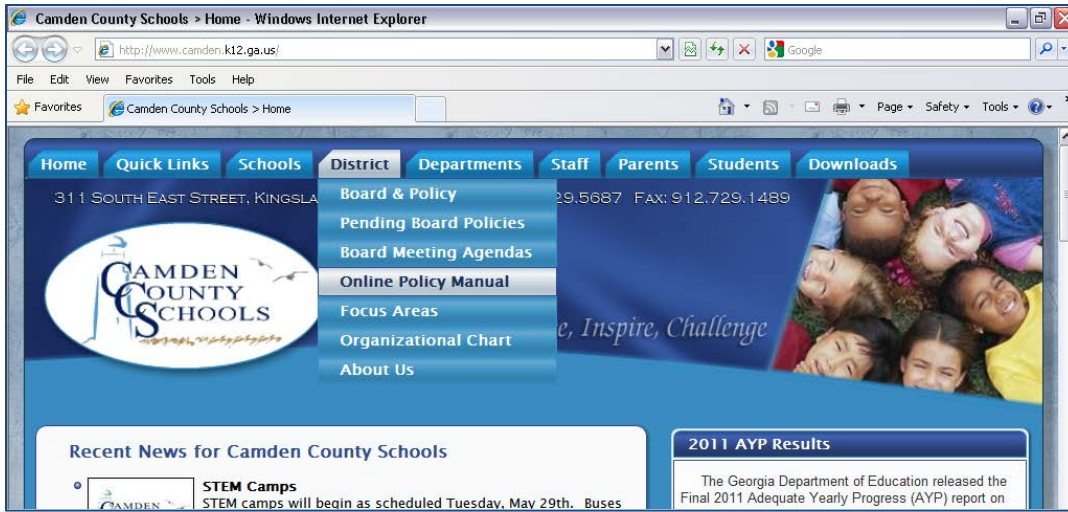 Camden County Schools > Home - Windows Internet Explorer
http://www.camden.k12.ga.us/
Google
File Edit View Favorites Tools Help
Favorites
Camden County Schools > Home
Page Safety Tools
Home Quick Links Schools District Departments Staff Parents Students Downloads
311 SOUTH EAST STREET, KINGSLA 29.5687 FAX: 912.729.1489
Board & Policy
Pending Board Policies
Board Meeting Agendas
Online Policy Manual
Focus Areas
Organizational Chart
About Us
CAMDEN
COUNTY
SCHOOLS
e, Inspire, Challenge
Recent News for Camden County Schools
STEM Camps
STEM camps will begin as scheduled Tuesday, May 29th. Buses
CAMDEN
2011 AYP Results
The Georgia Department of Education released the
Final 2011 Adequate Yearly Progress (AYP) report on